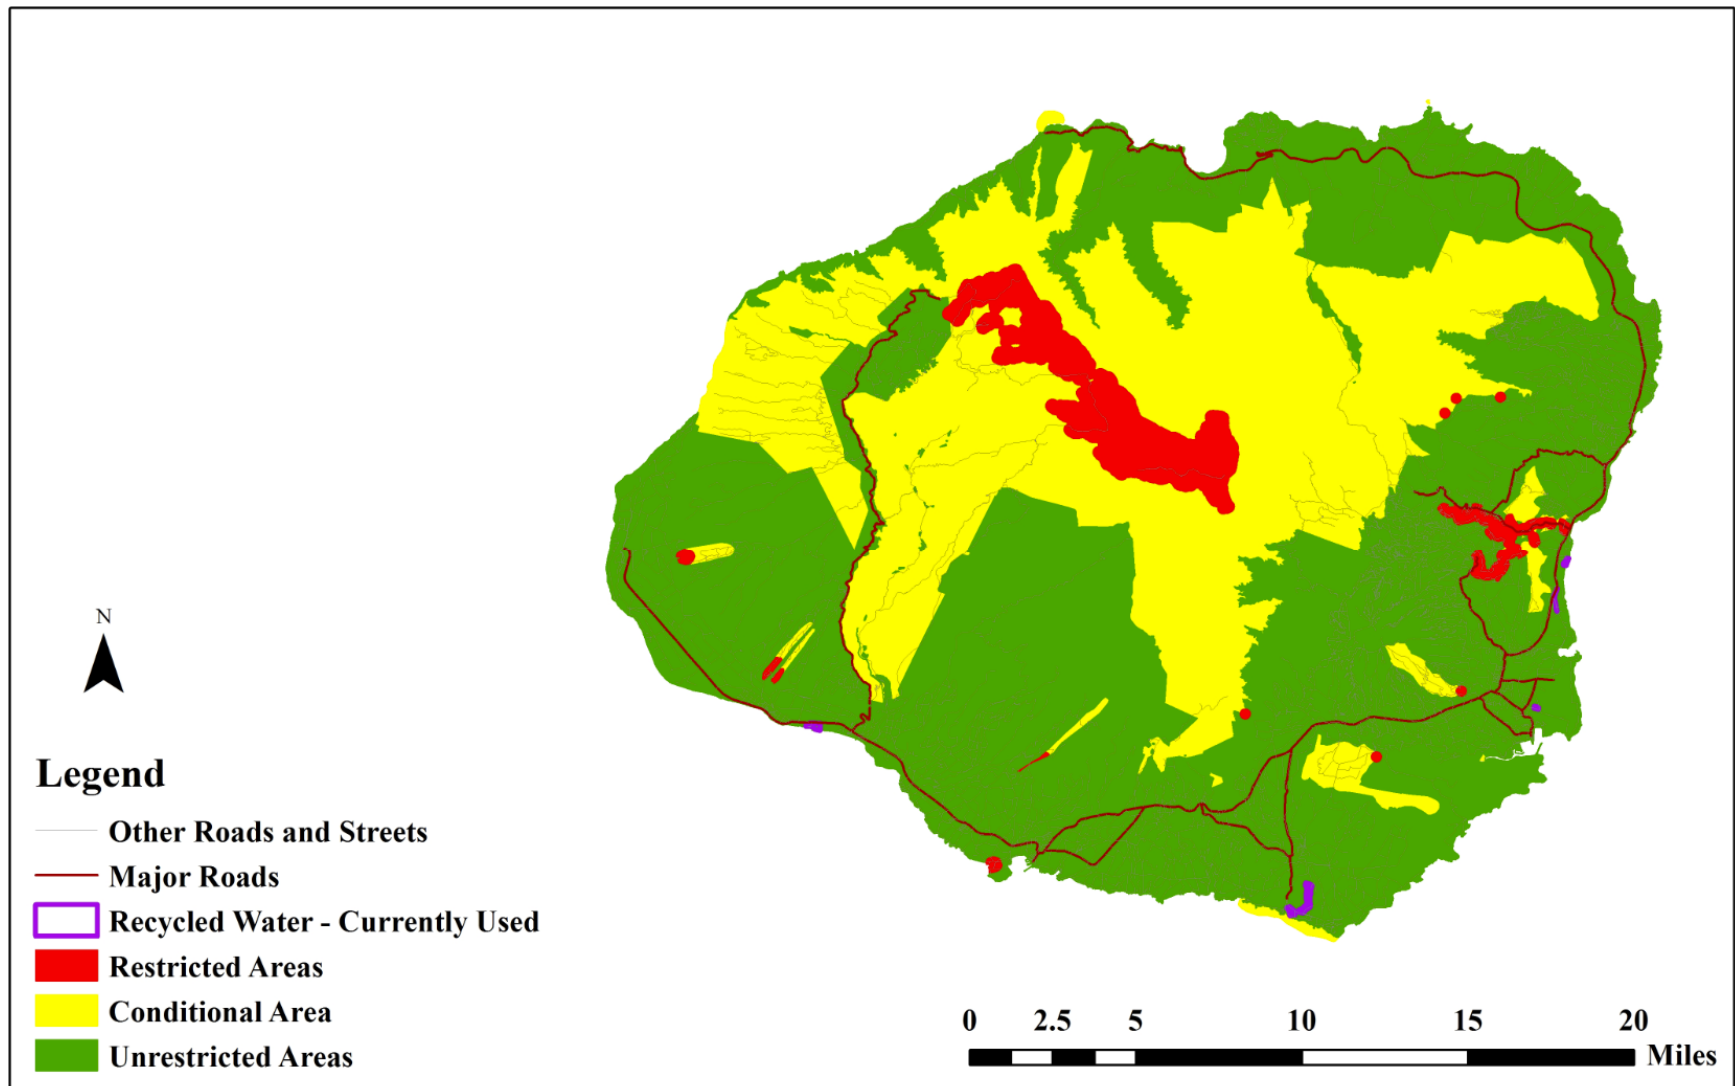 N
Legend
Other Roads and Streets
Major Roads
Recycled Water - Currently Used
Restricted Areas
Conditional Area
Unrestricted Areas
0 2.5 5 10 15 20
Miles